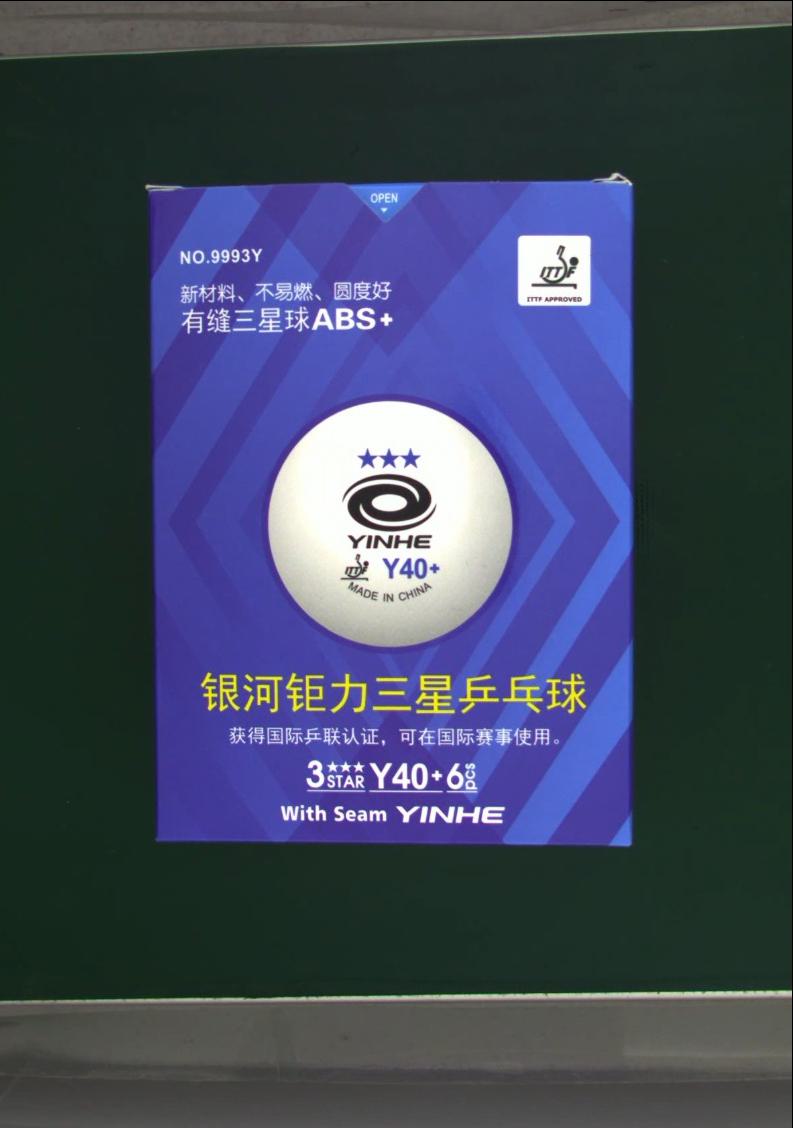 OPEN
NO.9993Y
ITTF
ITTF APPROVED
新材料、不易燃、圆度好
有缝三星球ABS+
YINHE
ITTF Y40+
MADE IN CHINA
银河钜力三星乒乓球
获得国际乒联认证，可在国际赛事使用。
3★★★STAR Y40+6pcs
With Seam YINHE